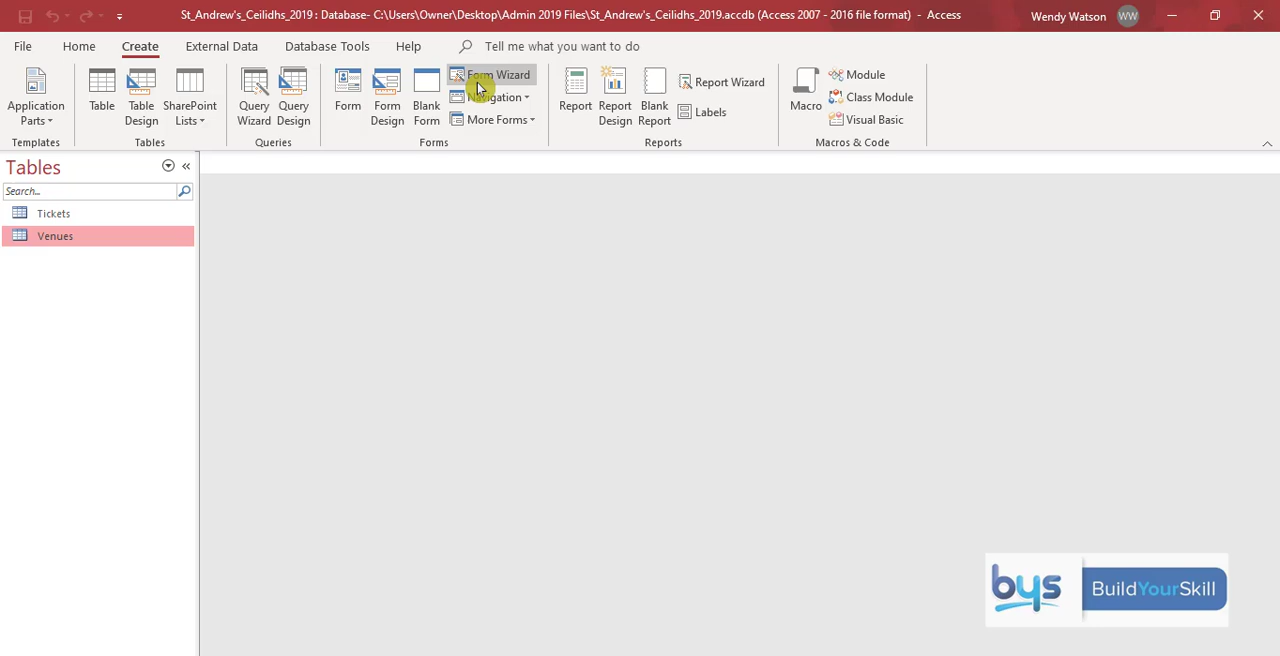 St_Andrew's_Ceilidhs_2019 : Database- C:\Users\Owner\Desktop\Admin 2019 Files\St_Andrew's_Ceilidhs_2019.accdb (Access 2007 - 2016 file format) - Access
Wendy Watson WW
File Home Create External Data Database Tools Help Tell me what you want to do
Application Parts
Table
Table Design
SharePoint Lists
Query Wizard
Query Design
Form
Form Design
Blank Form
Form Wizard
Navigation
More Forms
Report
Report Design
Blank Report
Report Wizard
Labels
Macro
Module
Class Module
Visual Basic
Templates Tables Queries Forms Reports Macros & Code
Tables
Search...
Tickets
Venues
bys BuildYourSkill